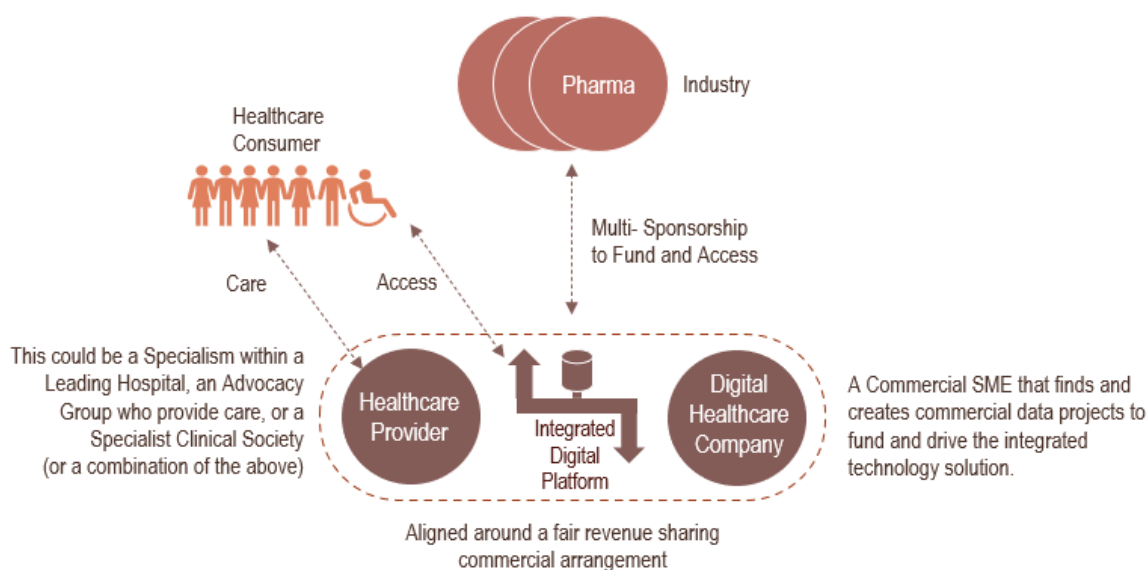 Pharma
Industry
Healthcare
Consumer
Multi- Sponsorship
to Fund and Access
Care
Access
This could be a Specialism within a
Leading Hospital, an Advocacy
Group who provide care, or a
Specialist Clinical Society
(or a combination of the above)
Healthcare
Provider
Integrated
Digital
Platform
Digital
Healthcare
Company
A Commercial SME that finds and
creates commercial data projects to
fund and drive the integrated
technology solution.
Aligned around a fair revenue sharing
commercial arrangement